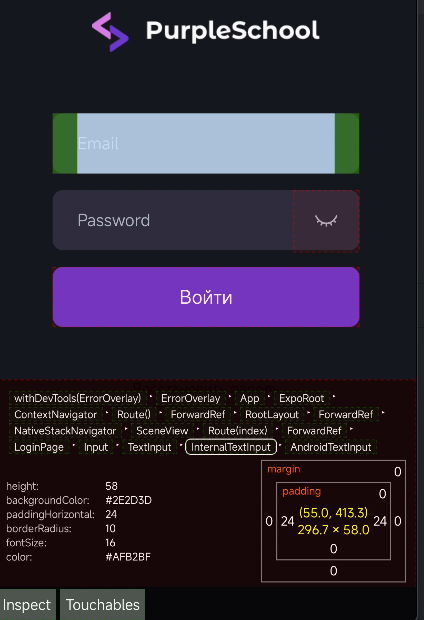 PurpleSchool
Email
Password
Войти
withDevTools(ErrorOverlay) ‣ ErrorOverlay ‣ App ‣ ExpoRoot ‣
ContextNavigator ‣ Route() ‣ ForwardRef ‣ RootLayout ‣ ForwardRef ‣
NativeStackNavigator ‣ SceneView ‣ Route(index) ‣ ForwardRef ‣
LoginPage ‣ Input ‣ TextInput ‣ InternalTextInput ‣ AndroidTextInput
height: 58
backgroundColor: #2E2D3D
paddingHorizontal: 24
borderRadius: 10
fontSize: 16
color: #AFB2BF
margin
0
padding
0
0 24 (55.0, 413.3) 24 0
296.7 × 58.0
0
0
Inspect Touchables